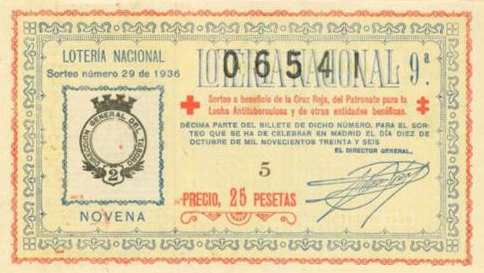 LOTERÍA NACIONAL
Sorteo número 29 de 1936
LOTERIA NACIONAL 9ª
06541
Sorteo a beneficio de la Cruz Roja, del Patronato para la
Lucha Antituberculosa y de otras entidades benéficas.
DÉCIMA PARTE DEL BILLETE DE DICHO NÚMERO, PARA EL SOR-
TEO QUE SE HA DE CELEBRAR EN MADRID EL DÍA DIEZ DE
OCTUBRE DE MIL NOVECIENTOS TREINTA Y SEIS
EL DIRECTOR GENERAL,
DIRECCION GENERAL DEL TESORO
2
5
NOVENA
PRECIO, 25 PESETAS